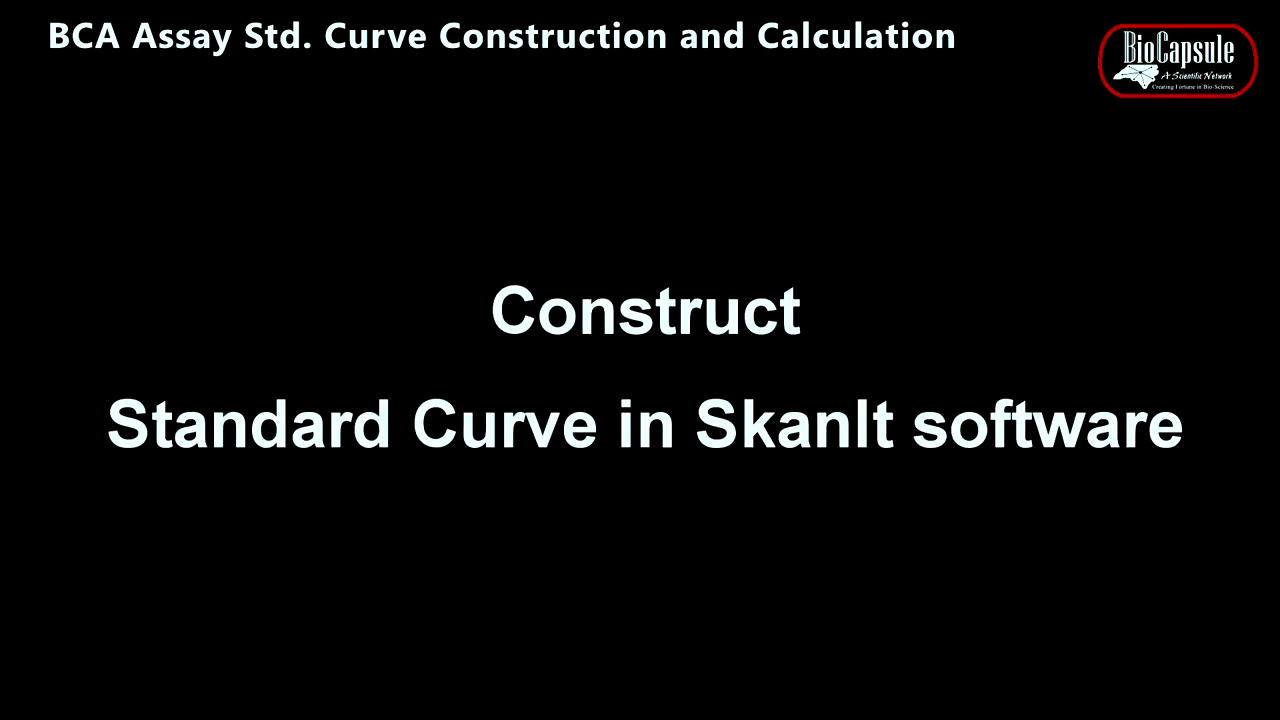 BCA Assay Std. Curve Construction and Calculation
BioCapsule
A Scientific Network
Creating Fortune in Bio-Science
Construct
Standard Curve in SkanIt software